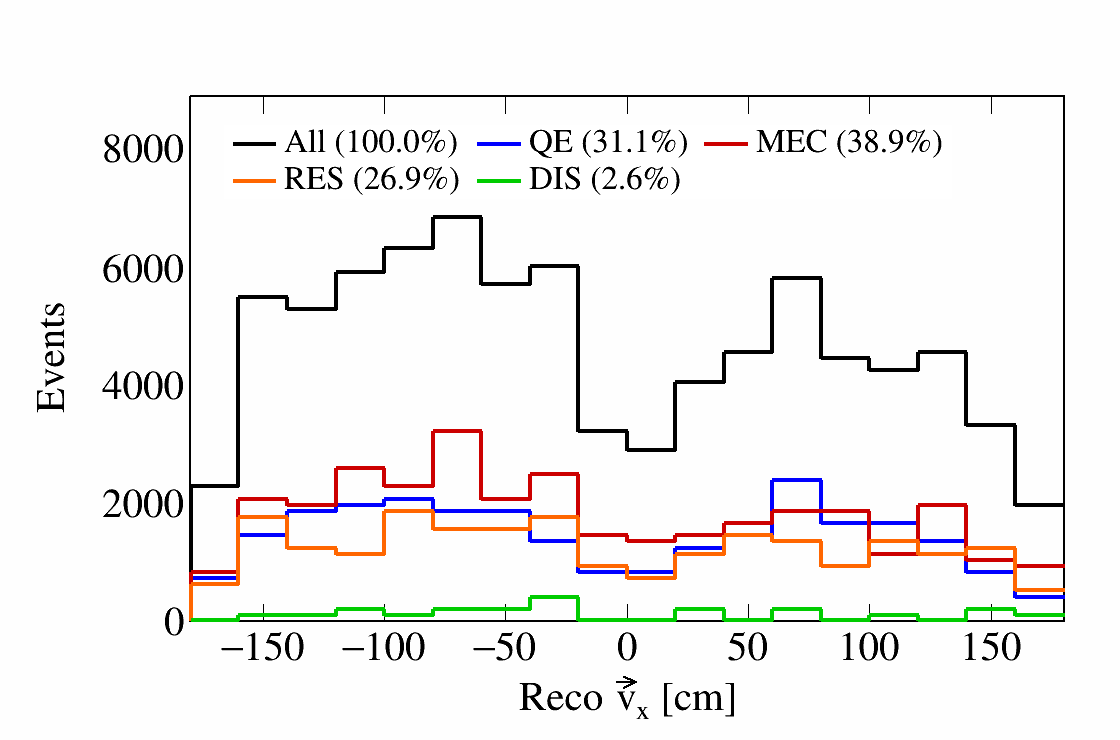 All (100.0%) QE (31.1%) MEC (38.9%)
RES (26.9%) DIS (2.6%)
8000
6000
4000
2000
0
Events
−150 −100 −50 0 50 100 150
Reco v⃗x [cm]